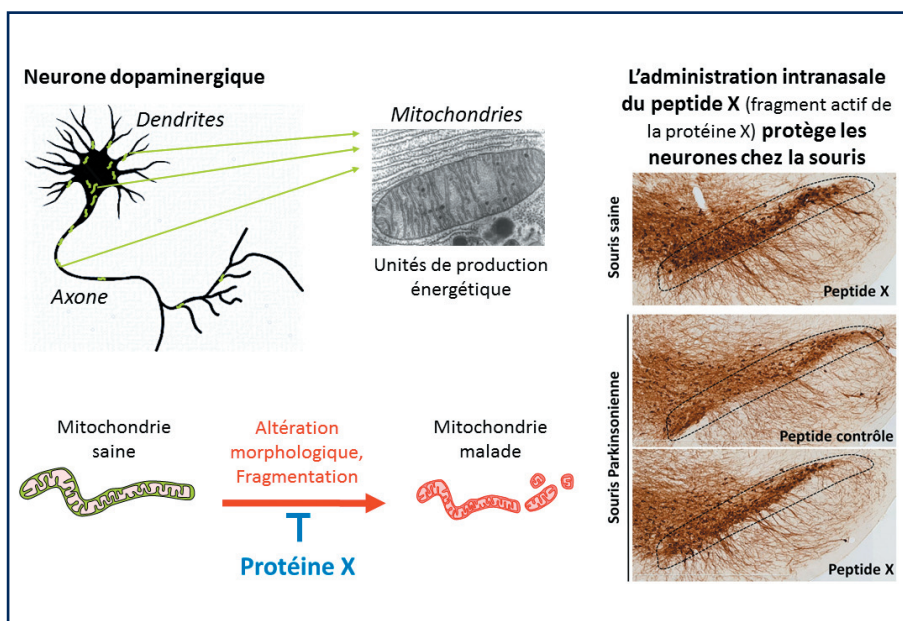 Neurone dopaminergique
Dendrites
Axone
Mitochondries
Unités de production
énergétique
Mitochondrie
saine
Altération
morphologique,
Fragmentation
Mitochondrie
malade
Protéine X
L’administration intranasale
du peptide X (fragment actif de
la protéine X) protège les
neurones chez la souris
Souris saine
Peptide X
Souris Parkinsonienne
Peptide contrôle
Peptide X